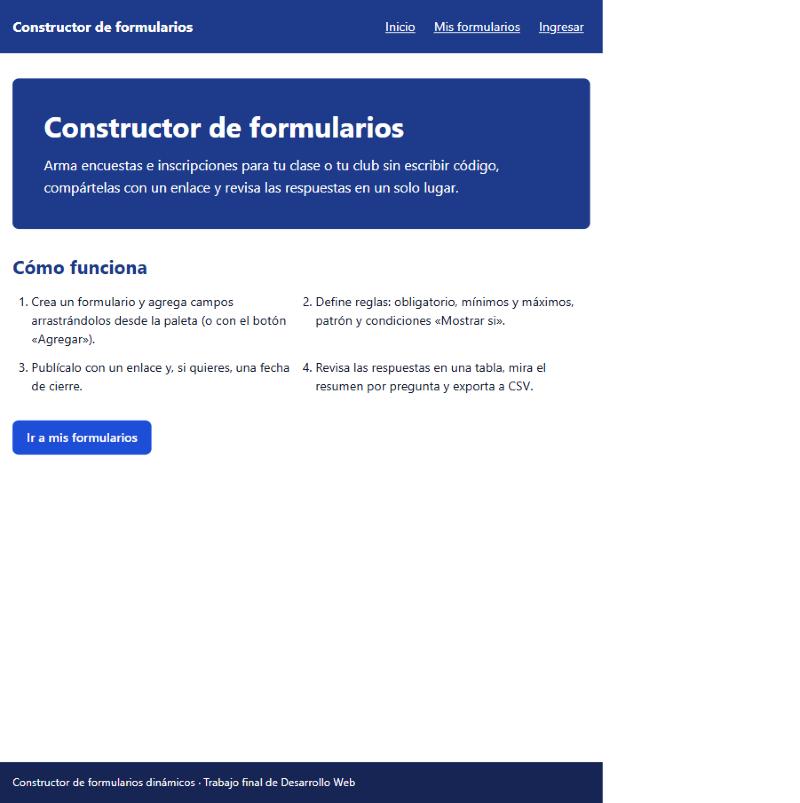 Constructor de formularios
Inicio Mis formularios Ingresar
Constructor de formularios
Arma encuestas e inscripciones para tu clase o tu club sin escribir código,
compártelas con un enlace y revisa las respuestas en un solo lugar.
Cómo funciona
1. Crea un formulario y agrega campos
arrastrándolos desde la paleta (o con el botón
«Agregar»).
2. Define reglas: obligatorio, mínimos y máximos,
patrón y condiciones «Mostrar si».
3. Publícalo con un enlace y, si quieres, una fecha
de cierre.
4. Revisa las respuestas en una tabla, mira el
resumen por pregunta y exporta a CSV.
Ir a mis formularios
Constructor de formularios dinámicos · Trabajo final de Desarrollo Web